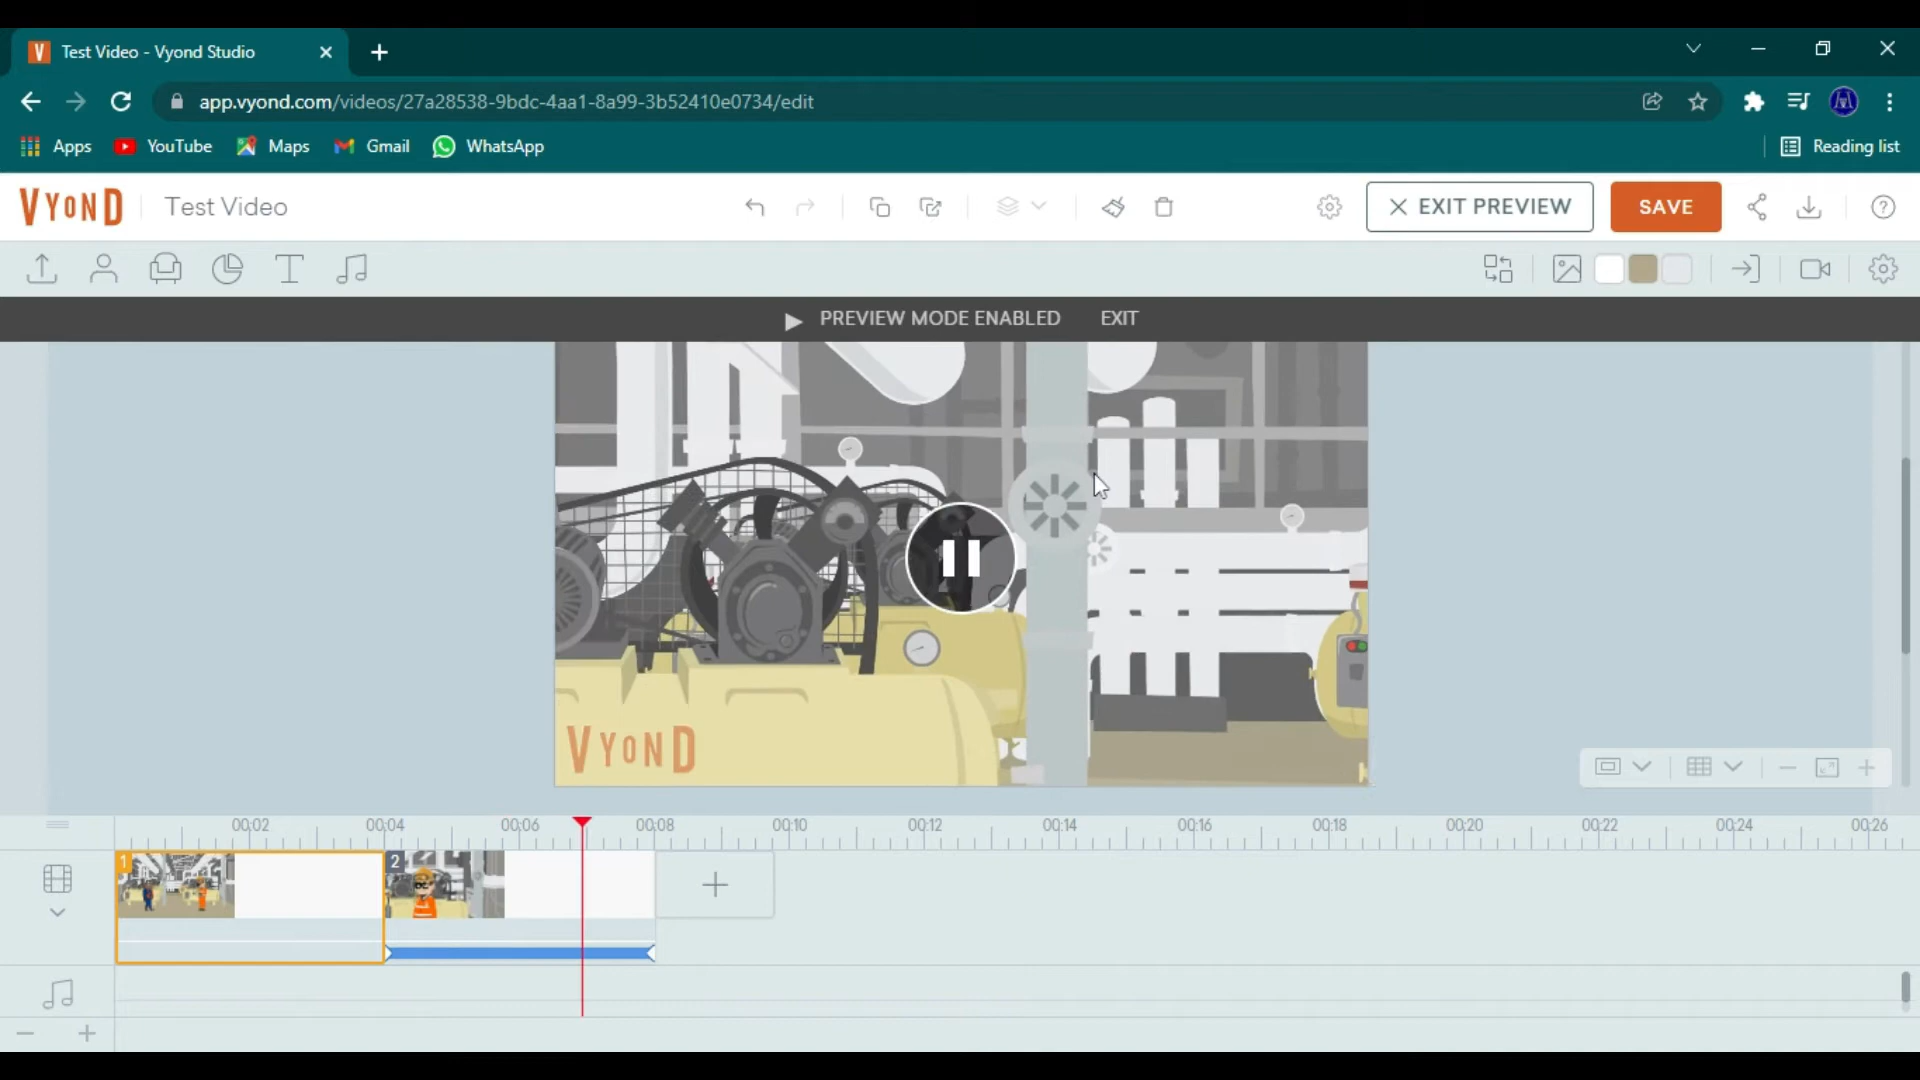 Test Video - Vyond Studio
app.vyond.com/videos/27a28538-9bdc-4aa1-8a99-3b52410e0734/edit
Apps YouTube Maps Gmail WhatsApp Reading list
VYOND Test Video EXIT PREVIEW SAVE
PREVIEW MODE ENABLED EXIT
VYOND
00:02 00:04 00:06 00:08 00:10 00:12 00:14 00:16 00:18 00:20 00:22 00:24 00:26
1 2